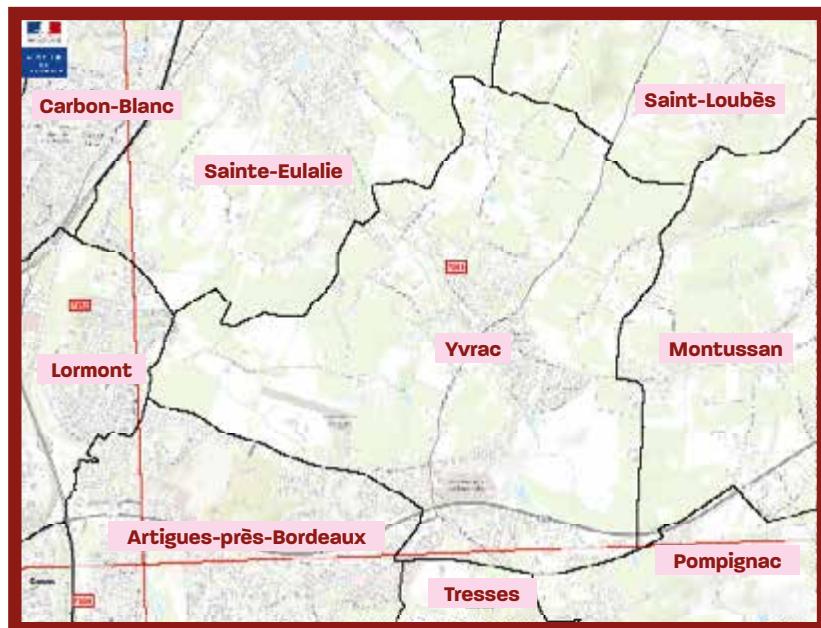 Carbon-Blanc
Saint-Loubès
Sainte-Eulalie
Yvrac
Montussan
Lormont
Artigues-près-Bordeaux
Pompignac
Tresses